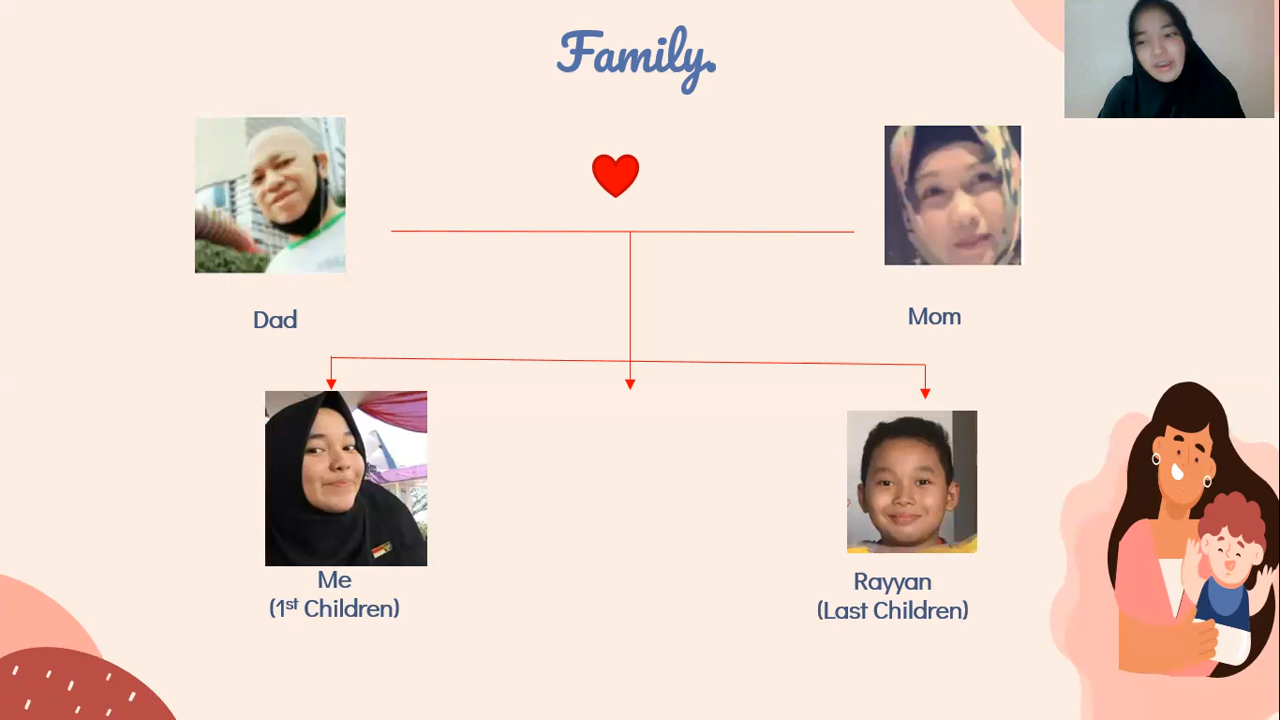 Family.
Dad
Mom
Me
(1st Children)
Rayyan
(Last Children)